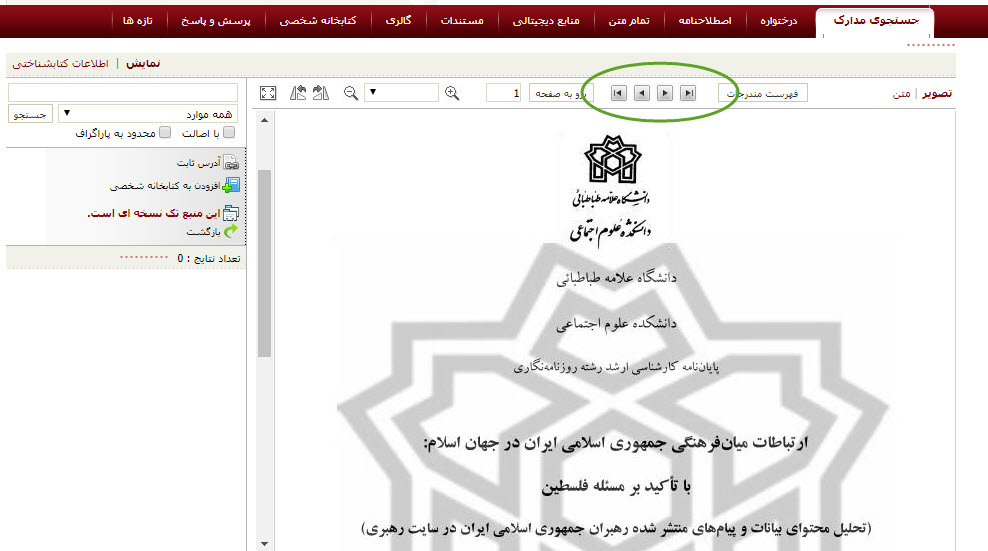 جستجوی مدارک
درختواره
اصطلاحنامه
تمام متن
منابع دیجیتالی
مستندات
گالری
کتابخانه شخصی
پرسش و پاسخ
تازه ها
نمایش | اطلاعات کتابشناختی
تصویر | متن
فهرست مندرجات
برو به صفحه
1
همه موارد
جستجو
با اصالت
محدود به پاراگراف
آدرس ثابت
افزودن به کتابخانه شخصی
این منبع تک نسخه ای است.
بازگشت
تعداد نتایج : 0
دانشگاه علامه طباطبائی
دانشکده علوم اجتماعی
دانشگاه علامه طباطبائی
دانشکده علوم اجتماعی
پایان‌نامه کارشناسی ارشد رشته روزنامه‌نگاری
ارتباطات میان‌فرهنگی جمهوری اسلامی ایران در جهان اسلام:
با تأکید بر مسئله فلسطین
(تحلیل محتوای بیانات و پیام‌های منتشر شده رهبران جمهوری اسلامی ایران در سایت رهبری)